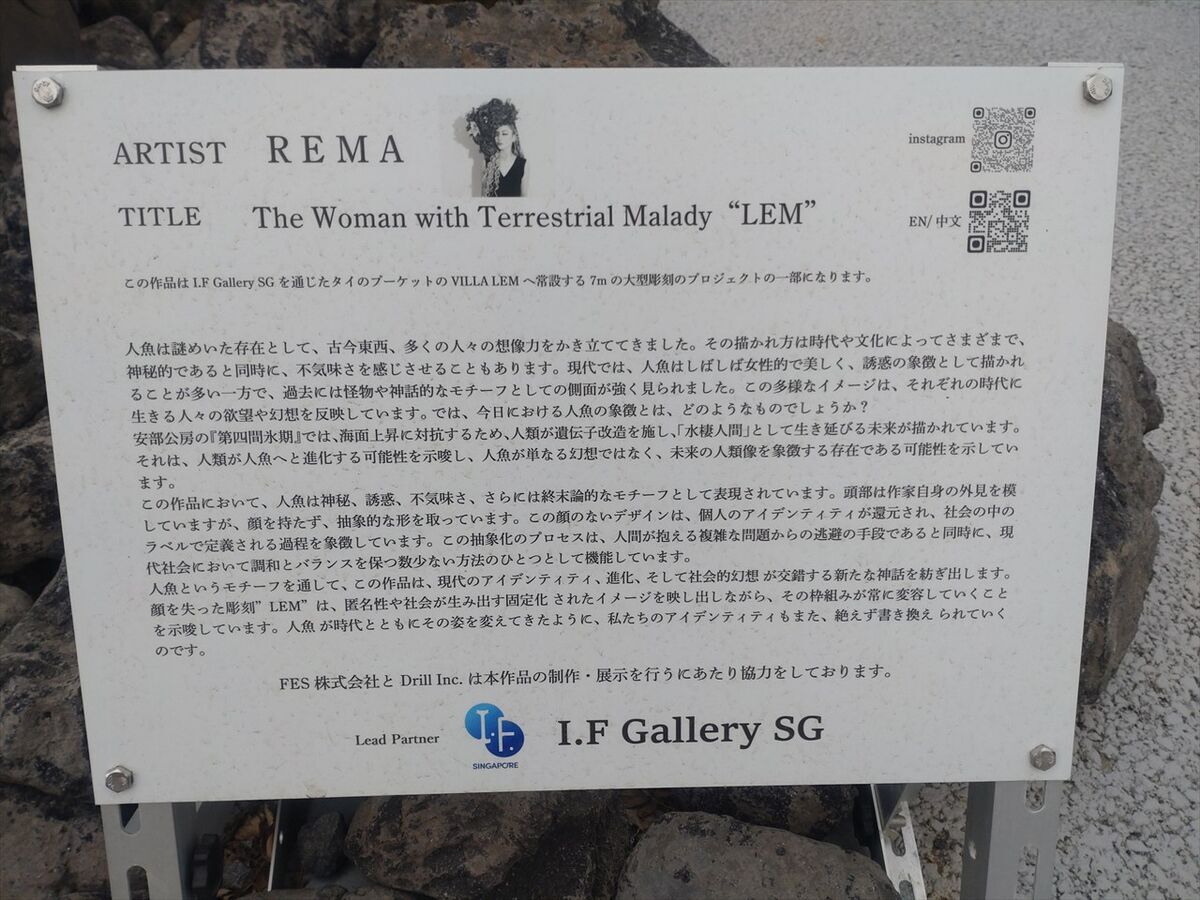 ARTIST REMA
instagram
TITLE The Woman with Terrestrial Malady “LEM”
EN/ 中文
この作品は I.F Gallery SG を通じたタイのプーケットの VILLA LEM へ常設する 7m の大型彫刻のプロジェクトの一部になります。
人魚は謎めいた存在として、古今東西、多くの人々の想像力をかき立ててきました。その描かれ方は時代や文化によってさまざまで、
神秘的であると同時に、不気味さを感じさせることもあります。現代では、人魚はしばしば女性的で美しく、誘惑の象徴として描かれ
ることが多い一方で、過去には怪物や神話的なモチーフとしての側面が強く見られました。この多様なイメージは、それぞれの時代に
生きる人々の欲望や幻想を反映しています。では、今日における人魚の象徴とは、どのようなものでしょうか？
安部公房の『第四間氷期』では、海面上昇に対抗するため、人類が遺伝子改造を施し、「水棲人間」として生き延びる未来が描かれています。
それは、人類が人魚へと進化する可能性を示唆し、人魚が単なる幻想ではなく、未来の人類像を象徴する存在である可能性を示してい
ます。
この作品において、人魚は神秘、誘惑、不気味さ、さらには終末論的なモチーフとして表現されています。頭部は作家自身の外見を模
していますが、顔を持たず、抽象的な形を取っています。この顔のないデザインは、個人のアイデンティティが還元され、社会の中の
ラベルで定義される過程を象徴しています。この抽象化のプロセスは、人間が抱える複雑な問題からの逃避の手段であると同時に、現
代社会において調和とバランスを保つ数少ない方法のひとつとして機能しています。
人魚というモチーフを通して、この作品は、現代のアイデンティティ、進化、そして社会的幻想 が交錯する新たな神話を紡ぎ出します。
顔を失った彫刻”LEM”は、匿名性や社会が生み出す固定化 されたイメージを映し出しながら、その枠組みが常に変容していくこと
を示唆しています。人魚 が時代とともにその姿を変えてきたように、私たちのアイデンティティもまた、絶えず書き換え られていく
のです。
FES 株式会社と Drill Inc. は本作品の制作・展示を行うにあたり協力をしております。
Lead Partner I.F. SINGAPORE I.F Gallery SG